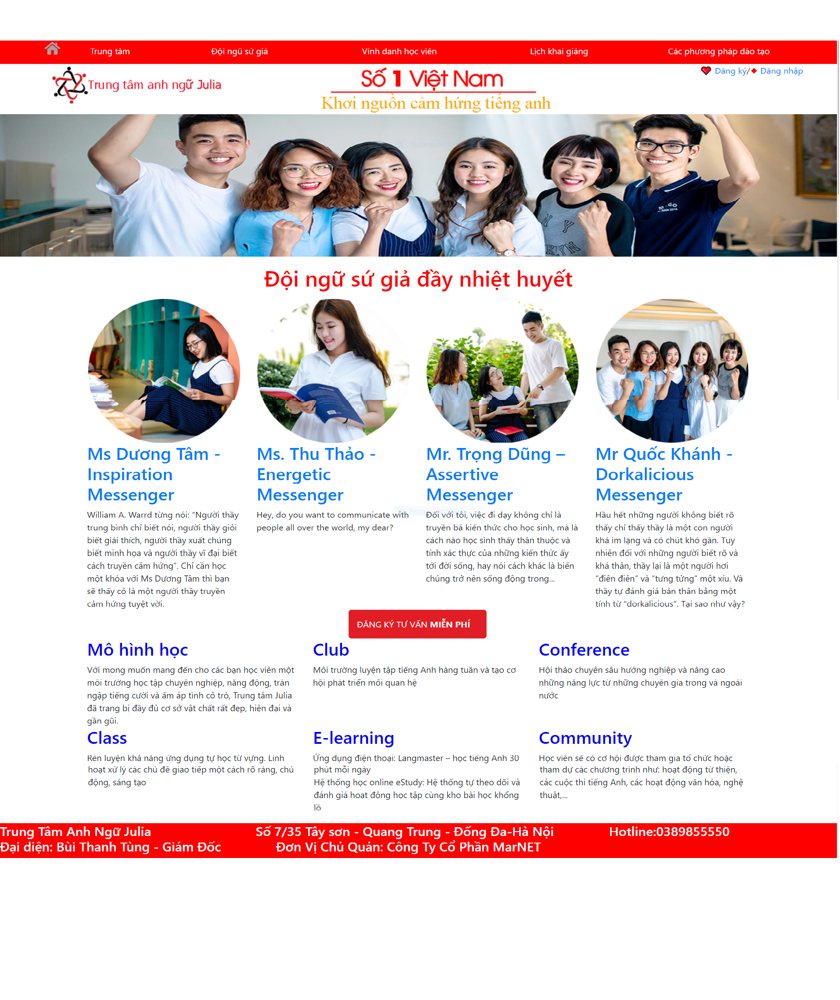 Trung tâm Đội ngũ sứ giả Vinh danh học viên Lịch khai giảng Các phương pháp đào tạo
Trung tâm anh ngữ Julia
Số 1 Việt Nam
Khơi nguồn cảm hứng tiếng anh
Đăng ký/ Đăng nhập
Đội ngữ sứ giả đầy nhiệt huyết
Ms Dương Tâm -
Inspiration
Messenger
William A. Warrd từng nói: “Người thầy
trung bình chỉ biết nói, người thầy giỏi
biết giải thích, người thầy xuất chúng
biết minh họa và người thầy vĩ đại biết
cách truyền cảm hứng”. Chỉ cần học
một khóa với Ms Dương Tâm thì bạn
sẽ thấy cô là một người thầy truyền
cảm hứng tuyệt vời.
Ms. Thu Thảo -
Energetic
Messenger
Hey, do you want to communicate with
people all over the world, my dear?
Mr. Trọng Dũng –
Assertive
Messenger
Đối với tôi, việc đi dạy không chỉ là
truyền bá kiến thức cho học sinh, mà là
cách nào học sinh thấy thân thuộc và
tính xác thực của những kiến thức ấy
tới đời sống, hay nói cách khác là biến
chúng trở nên sống động trong...
Mr Quốc Khánh -
Dorkalicious
Messenger
Hầu hết những người không biết rõ
thấy chỉ thấy thầy là một con người
khá im lặng và có chút khó gần. Tuy
nhiên đối với những người biết rõ và
khá thân, thầy lại là một người hơi
“điên điên” và “tưng tửng” một xíu. Và
thầy tự đánh giá bản thân bằng một
tính từ “dorkalicious”. Tại sao như vậy?
ĐĂNG KÝ TƯ VẤN MIỄN PHÍ
Mô hình học
Với mong muốn mang đến cho các bạn học viên một
môi trường học tập chuyên nghiệp, năng động, tràn
ngập tiếng cười và ấm áp tình cô trò, Trung tâm Julia
đã trang bị đầy đủ cơ sở vật chất rất đẹp, hiện đại và
gần gũi.
Club
Môi trường luyện tập tiếng Anh hàng tuần và tạo cơ
hội phát triển mối quan hệ
Conference
Hội thảo chuyên sâu hướng nghiệp và nâng cao
những năng lực từ những chuyên gia trong và ngoài
nước
Class
Rèn luyện khả năng ứng dụng tự học từ vựng. Linh
hoạt xử lý các chủ đề giao tiếp một cách rõ ràng, chủ
động, sáng tạo
E-learning
Ứng dụng điện thoại: Langmaster – học tiếng Anh 30
phút mỗi ngày
Hệ thống học online eStudy: Hệ thống tự theo dõi và
đánh giá hoạt động học tập cùng kho bài học khổng
lồ
Community
Học viên sẽ có cơ hội được tham gia tổ chức hoặc
tham dự các chương trình như: hoạt động từ thiện,
các cuộc thi tiếng Anh, các hoạt động văn hóa, nghệ
thuật,...
Trung Tâm Anh Ngữ Julia Số 7/35 Tây sơn - Quang Trung - Đống Đa-Hà Nội Hotline:0389855550
Đại diện: Bùi Thanh Tùng - Giám Đốc Đơn Vị Chủ Quản: Công Ty Cổ Phần MarNET